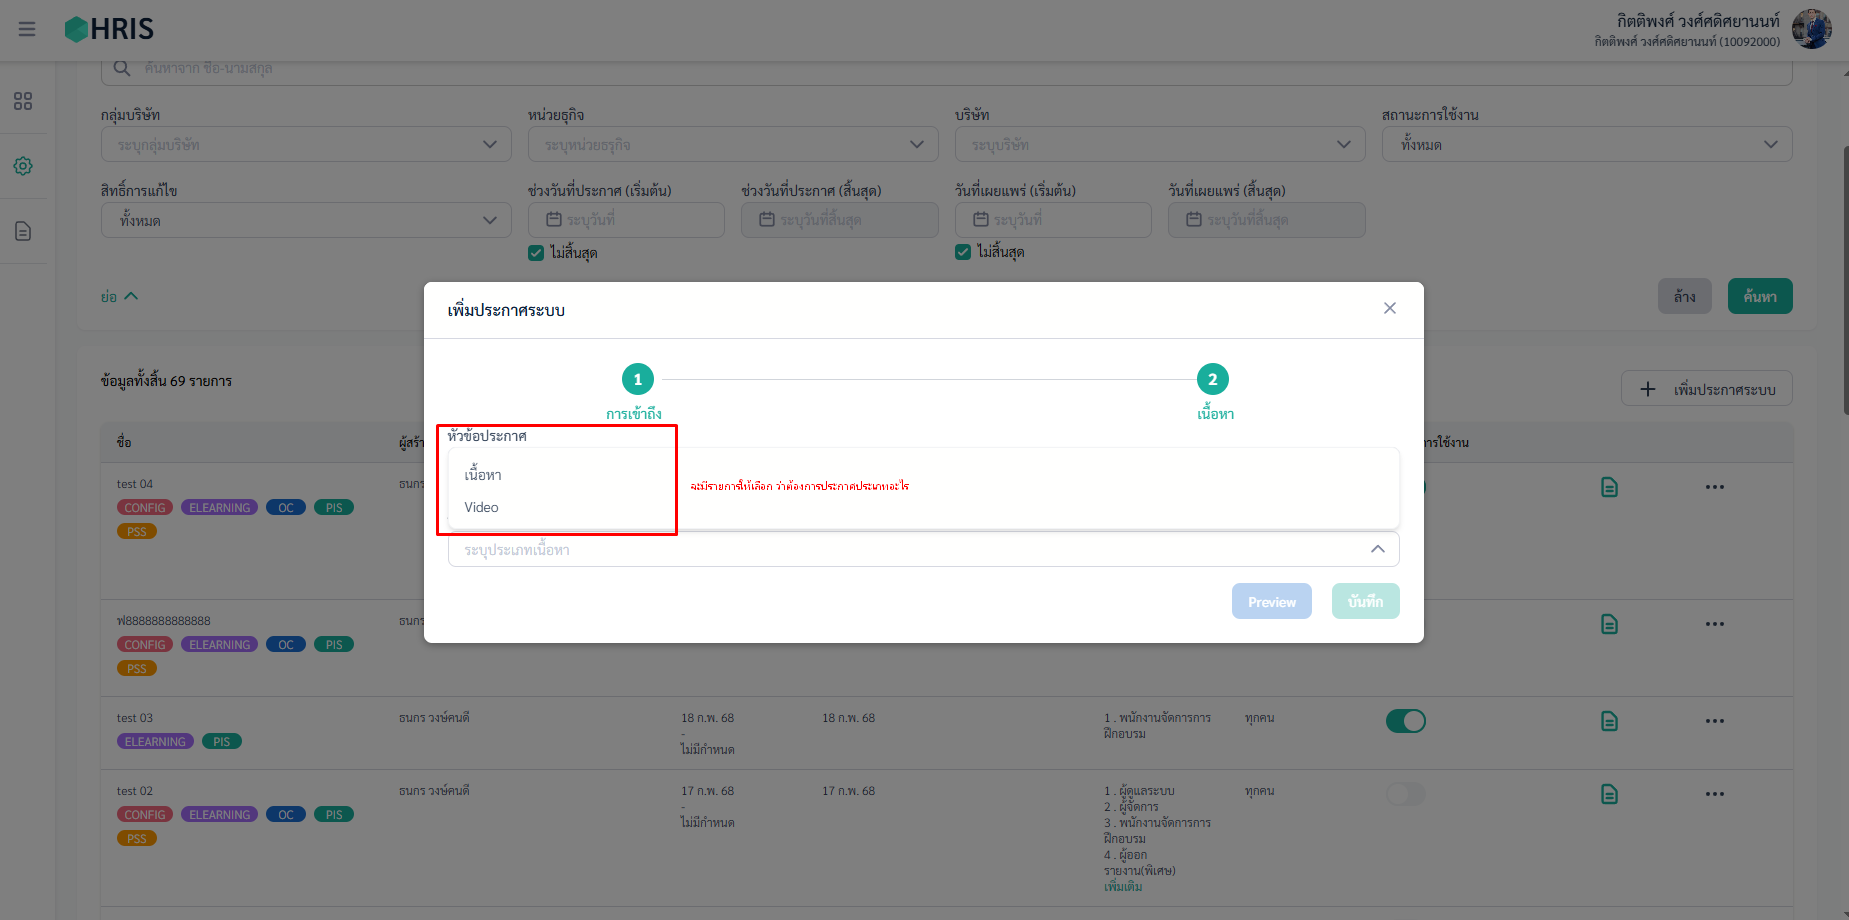 HRIS
กิตติพงศ์ วงศ์ศดิศยานนท์
กิตติพงศ์ วงศ์ศดิศยานนท์ (10092000)
ค้นหาจาก ชื่อ-นามสกุล
กลุ่มบริษัท หน่วยธุรกิจ บริษัท สถานะการใช้งาน
ระบุกลุ่มบริษัท ระบุหน่วยธรุกิจ ระบุบริษัท ทั้งหมด
สิทธิ์การแก้ไข ช่วงวันที่ประกาศ (เริ่มต้น) ช่วงวันที่ประกาศ (สิ้นสุด) วันที่เผยแพร่ (เริ่มต้น) วันที่เผยแพร่ (สิ้นสุด)
ทั้งหมด ระบุวันที่ ระบุวันที่สิ้นสุด ระบุวันที่ ระบุวันที่สิ้นสุด
ไม่สิ้นสุด ไม่สิ้นสุด
ย่อ ล้าง ค้นหา
เพิ่มประกาศระบบ
1 2
การเข้าถึง เนื้อหา
หัวข้อประกาศ
เนื้อหา
จะมีรายการให้เลือก ว่าต้องการประกาศประเภทอะไร
Video
ระบุประเภทเนื้อหา
Preview บันทึก
ข้อมูลทั้งสิ้น 69 รายการ เพิ่มประกาศระบบ
ชื่อ ผู้สร้า การใช้งาน
test 04 ธนกร
CONFIG ELEARNING OC PIS
PSS
ฟ8888888888888 ธนกร
CONFIG ELEARNING OC PIS
PSS
test 03 ธนกร วงษ์คนดี 18 ก.พ. 68 18 ก.พ. 68 1 . พนักงานจัดการการ ทุกคน
ELEARNING PIS - ฝึกอบรม
ไม่มีกำหนด
test 02 ธนกร วงษ์คนดี 17 ก.พ. 68 17 ก.พ. 68 1 . ผู้ดูแลระบบ ทุกคน
- 2 . ผู้จัดการ
CONFIG ELEARNING OC PIS ไม่มีกำหนด 3 . พนักงานจัดการการ
PSS ฝึกอบรม
4 . ผู้ออก
รายงาน(พิเศษ)
เพิ่มเติม